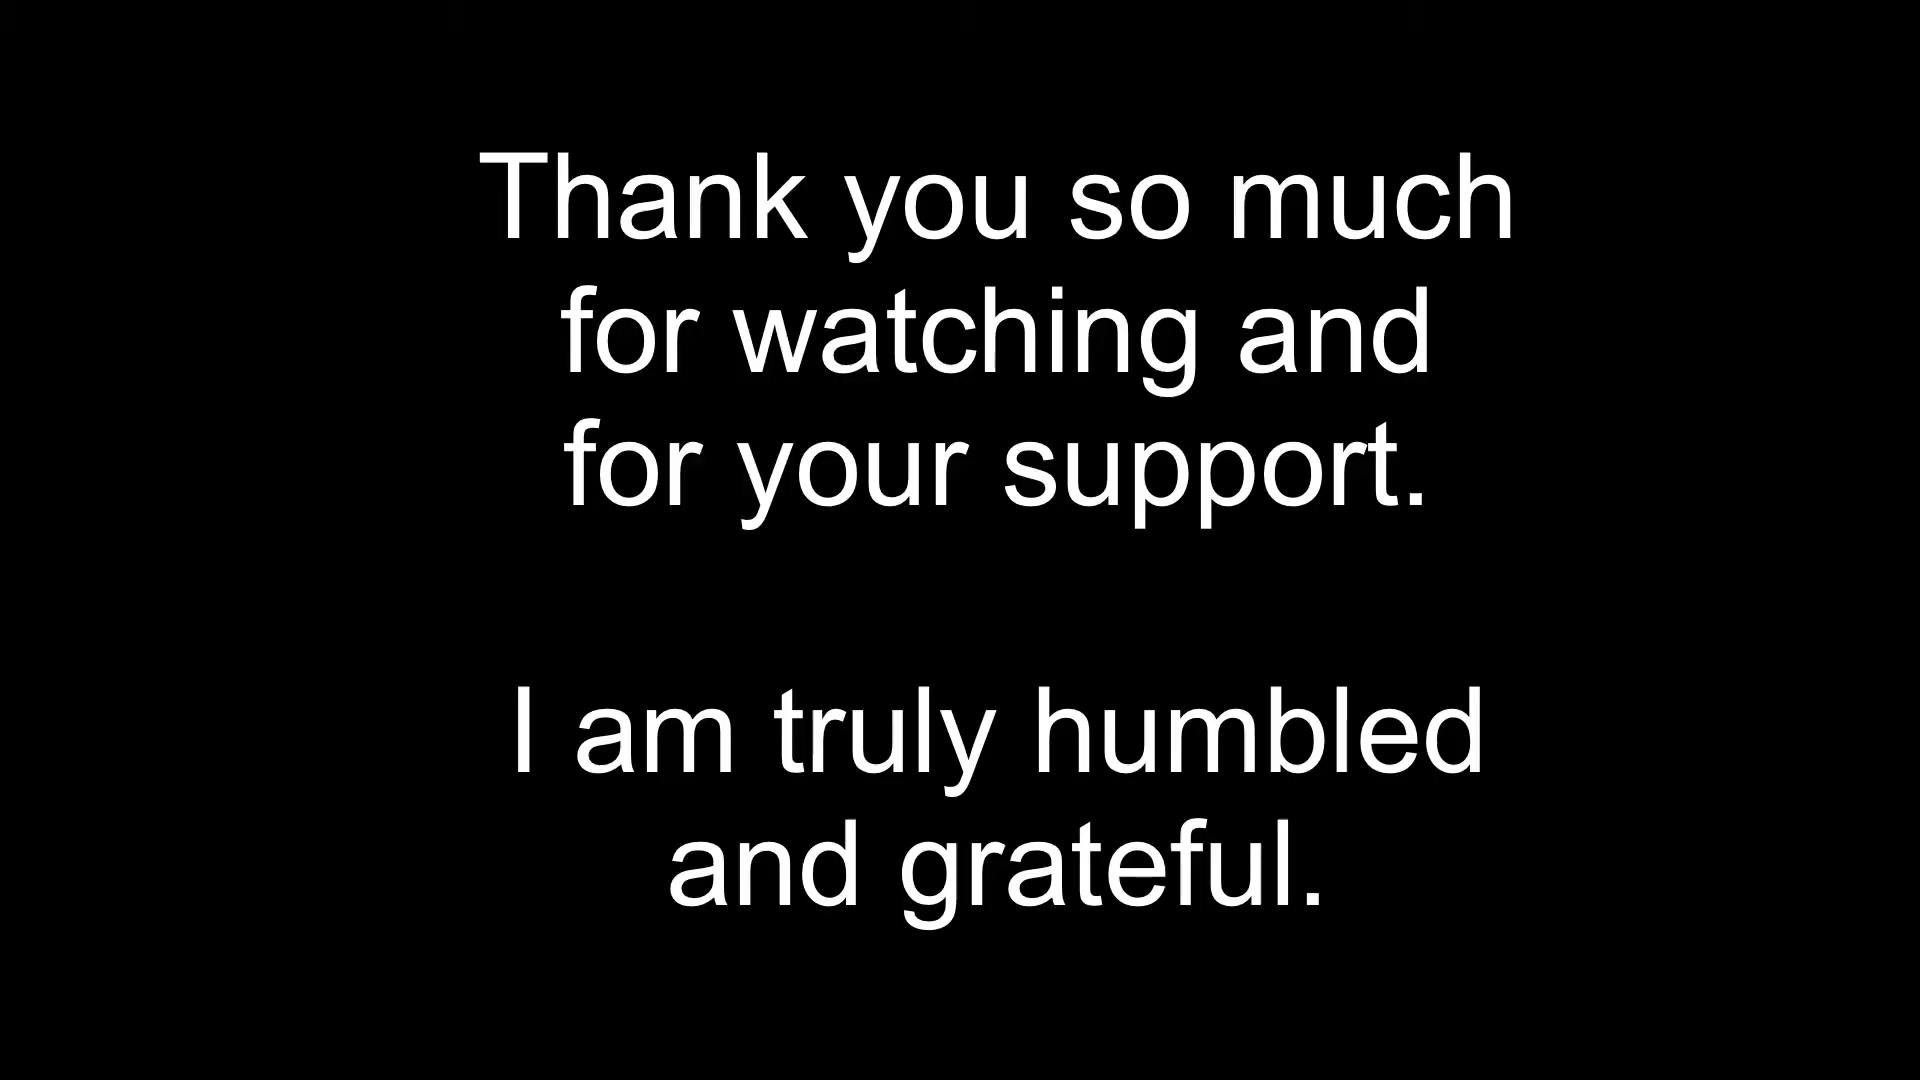 Thank you so much
for watching and
for your support.
I am truly humbled
and grateful.